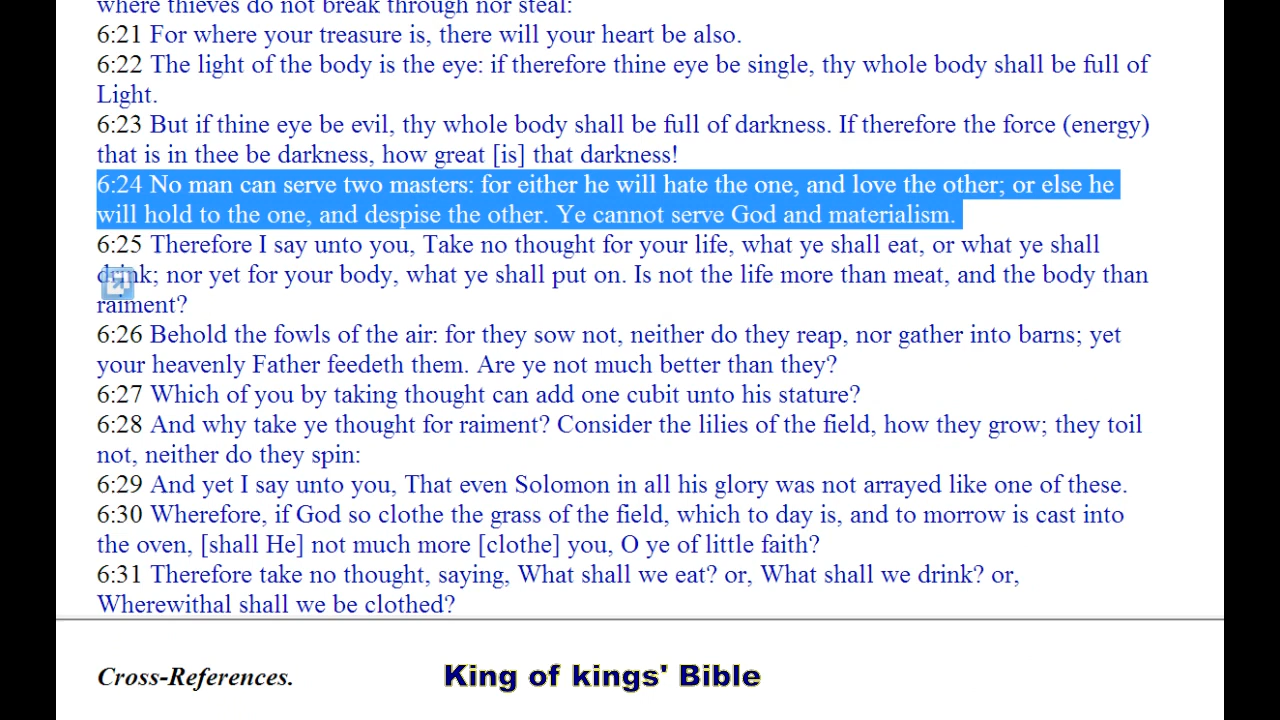 where thieves do not break through nor steal:
6:21 For where your treasure is, there will your heart be also.
6:22 The light of the body is the eye: if therefore thine eye be single, thy whole body shall be full of
Light.
6:23 But if thine eye be evil, thy whole body shall be full of darkness. If therefore the force (energy)
that is in thee be darkness, how great [is] that darkness!
6:24 No man can serve two masters: for either he will hate the one, and love the other; or else he
will hold to the one, and despise the other. Ye cannot serve God and materialism.
6:25 Therefore I say unto you, Take no thought for your life, what ye shall eat, or what ye shall
drink; nor yet for your body, what ye shall put on. Is not the life more than meat, and the body than
raiment?
6:26 Behold the fowls of the air: for they sow not, neither do they reap, nor gather into barns; yet
your heavenly Father feedeth them. Are ye not much better than they?
6:27 Which of you by taking thought can add one cubit unto his stature?
6:28 And why take ye thought for raiment? Consider the lilies of the field, how they grow; they toil
not, neither do they spin:
6:29 And yet I say unto you, That even Solomon in all his glory was not arrayed like one of these.
6:30 Wherefore, if God so clothe the grass of the field, which to day is, and to morrow is cast into
the oven, [shall He] not much more [clothe] you, O ye of little faith?
6:31 Therefore take no thought, saying, What shall we eat? or, What shall we drink? or,
Wherewithal shall we be clothed?
Cross-References. King of kings' Bible